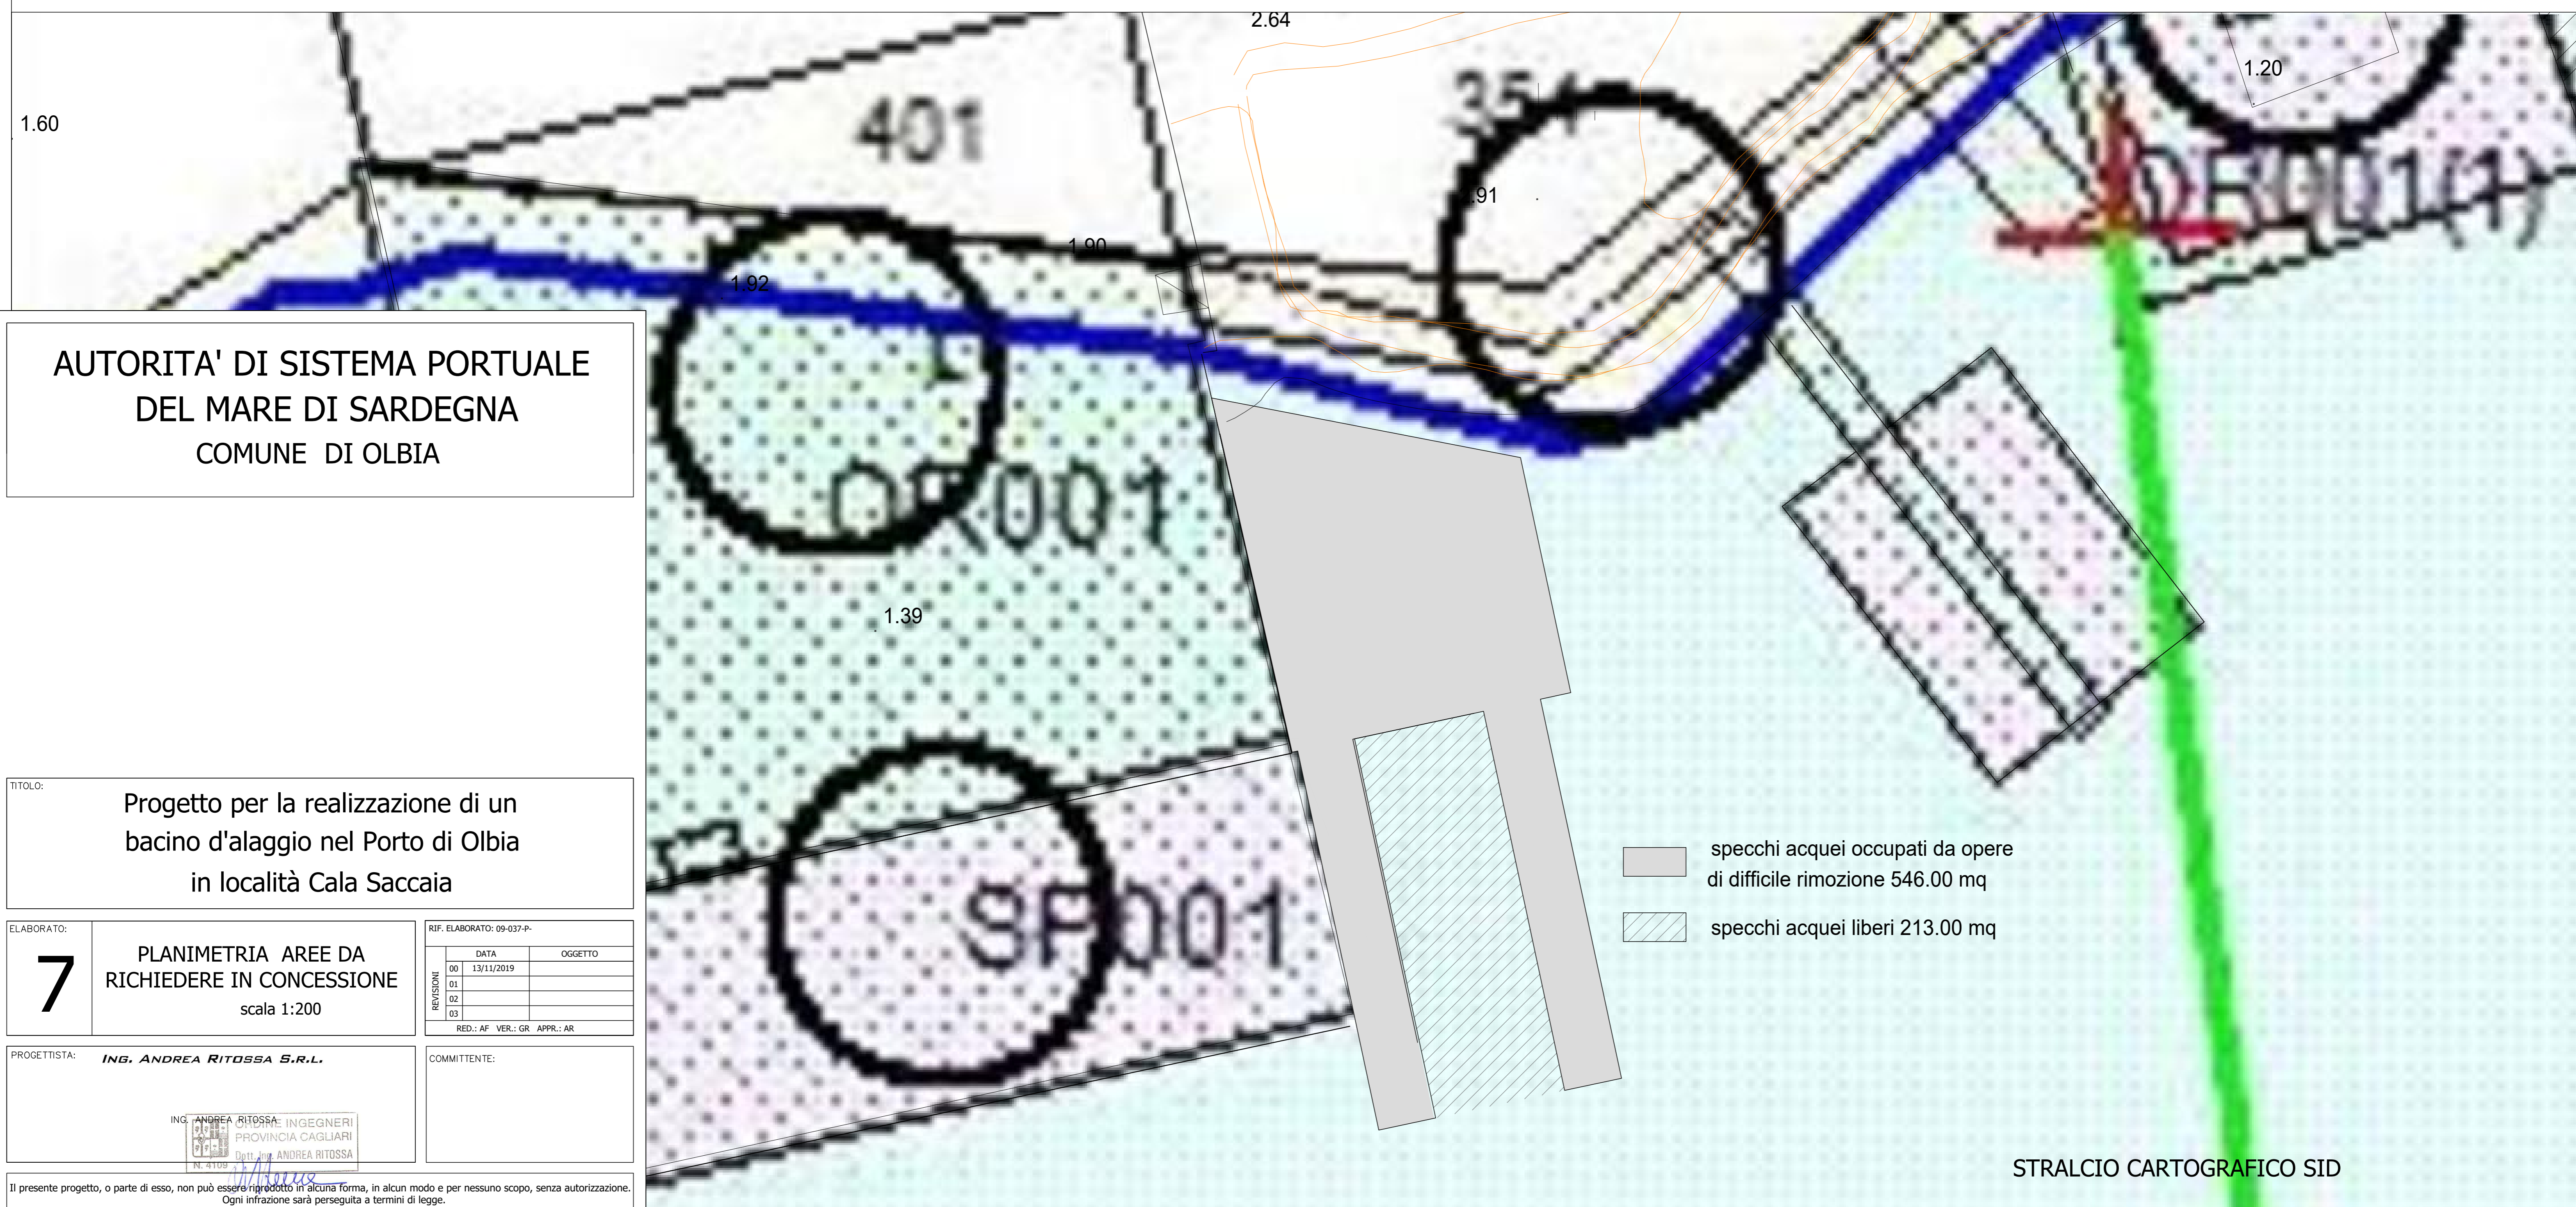 2.64
1.60
401
354
1.20
.91
1.90
1.92
1
OR001
1.39
SP001
AUTORITA' DI SISTEMA PORTUALE
DEL MARE DI SARDEGNA
COMUNE DI OLBIA
TITOLO:
Progetto per la realizzazione di un
bacino d'alaggio nel Porto di Olbia
in località Cala Saccaia
ELABORATO:
7
PLANIMETRIA AREE DA
RICHIEDERE IN CONCESSIONE
scala 1:200
RIF. ELABORATO: 09-037-P-
REVISIONI
DATA OGGETTO
00 13/11/2019
01
02
03
RED.: AF VER.: GR APPR.: AR
PROGETTISTA:
ING. ANDREA RITOSSA S.R.L.
COMMITTENTE:
ING. ANDREA RITOSSA
ORDINE INGEGNERI
PROVINCIA CAGLIARI
Dott. Ing. ANDREA RITOSSA
N. 4109
Il presente progetto, o parte di esso, non può essere riprodotto in alcuna forma, in alcun modo e per nessuno scopo, senza autorizzazione.
Ogni infrazione sarà perseguita a termini di legge.
specchi acquei occupati da opere
di difficile rimozione 546.00 mq
specchi acquei liberi 213.00 mq
STRALCIO CARTOGRAFICO SID